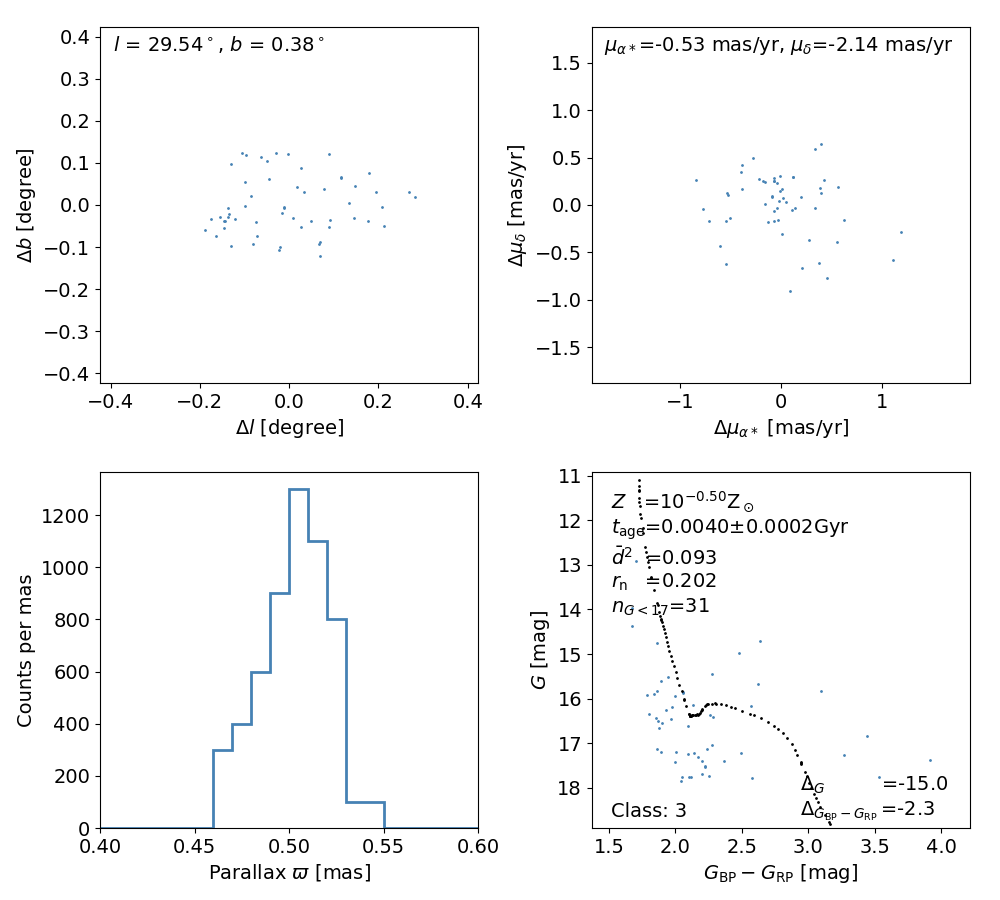 l = 29.54°, b = 0.38°
0.4
0.3
0.2
0.1
0.0
−0.1
−0.2
−0.3
−0.4
Δb [degree]
−0.4 −0.2 0.0 0.2 0.4
Δl [degree]
μα∗=-0.53 mas/yr, μδ=-2.14 mas/yr
1.5
1.0
0.5
0.0
−0.5
−1.0
−1.5
Δμδ [mas/yr]
−1 0 1
Δμα∗ [mas/yr]
1200
1000
800
600
400
200
0
Counts per mas
0.40 0.45 0.50 0.55 0.60
Parallax ϖ [mas]
11
12
13
14
15
16
17
18
G [mag]
Z =10^−0.50 Z⊙
tage=0.0040±0.0002Gyr
d̄² =0.093
rn =0.202
nG<17=31
ΔG =-15.0
ΔGBP−GRP =-2.3
Class: 3
1.5 2.0 2.5 3.0 3.5 4.0
GBP − GRP [mag]